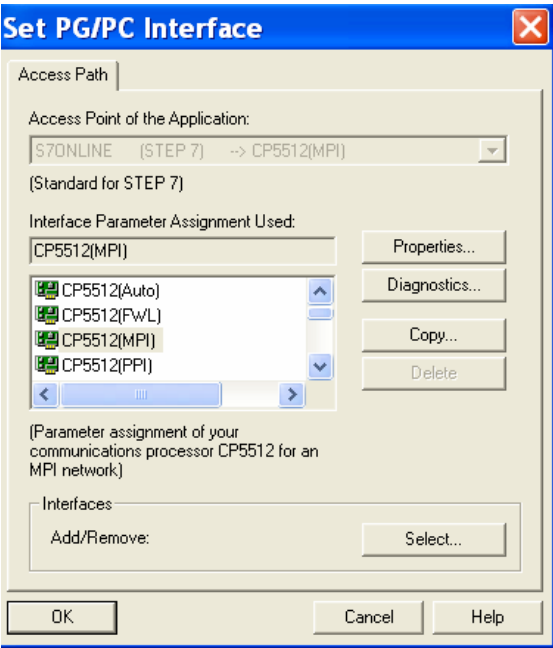 Set PG/PC Interface
Access Path
Access Point of the Application:
S7ONLINE (STEP 7) --> CP5512(MPI)
(Standard for STEP 7)
Interface Parameter Assignment Used:
CP5512(MPI)
Properties...
CP5512(Auto)
CP5512(FWL)
CP5512(MPI)
CP5512(PPI)
Diagnostics...
Copy...
Delete
(Parameter assignment of your
communications processor CP5512 for an
MPI network)
Interfaces
Add/Remove:
Select...
OK
Cancel
Help